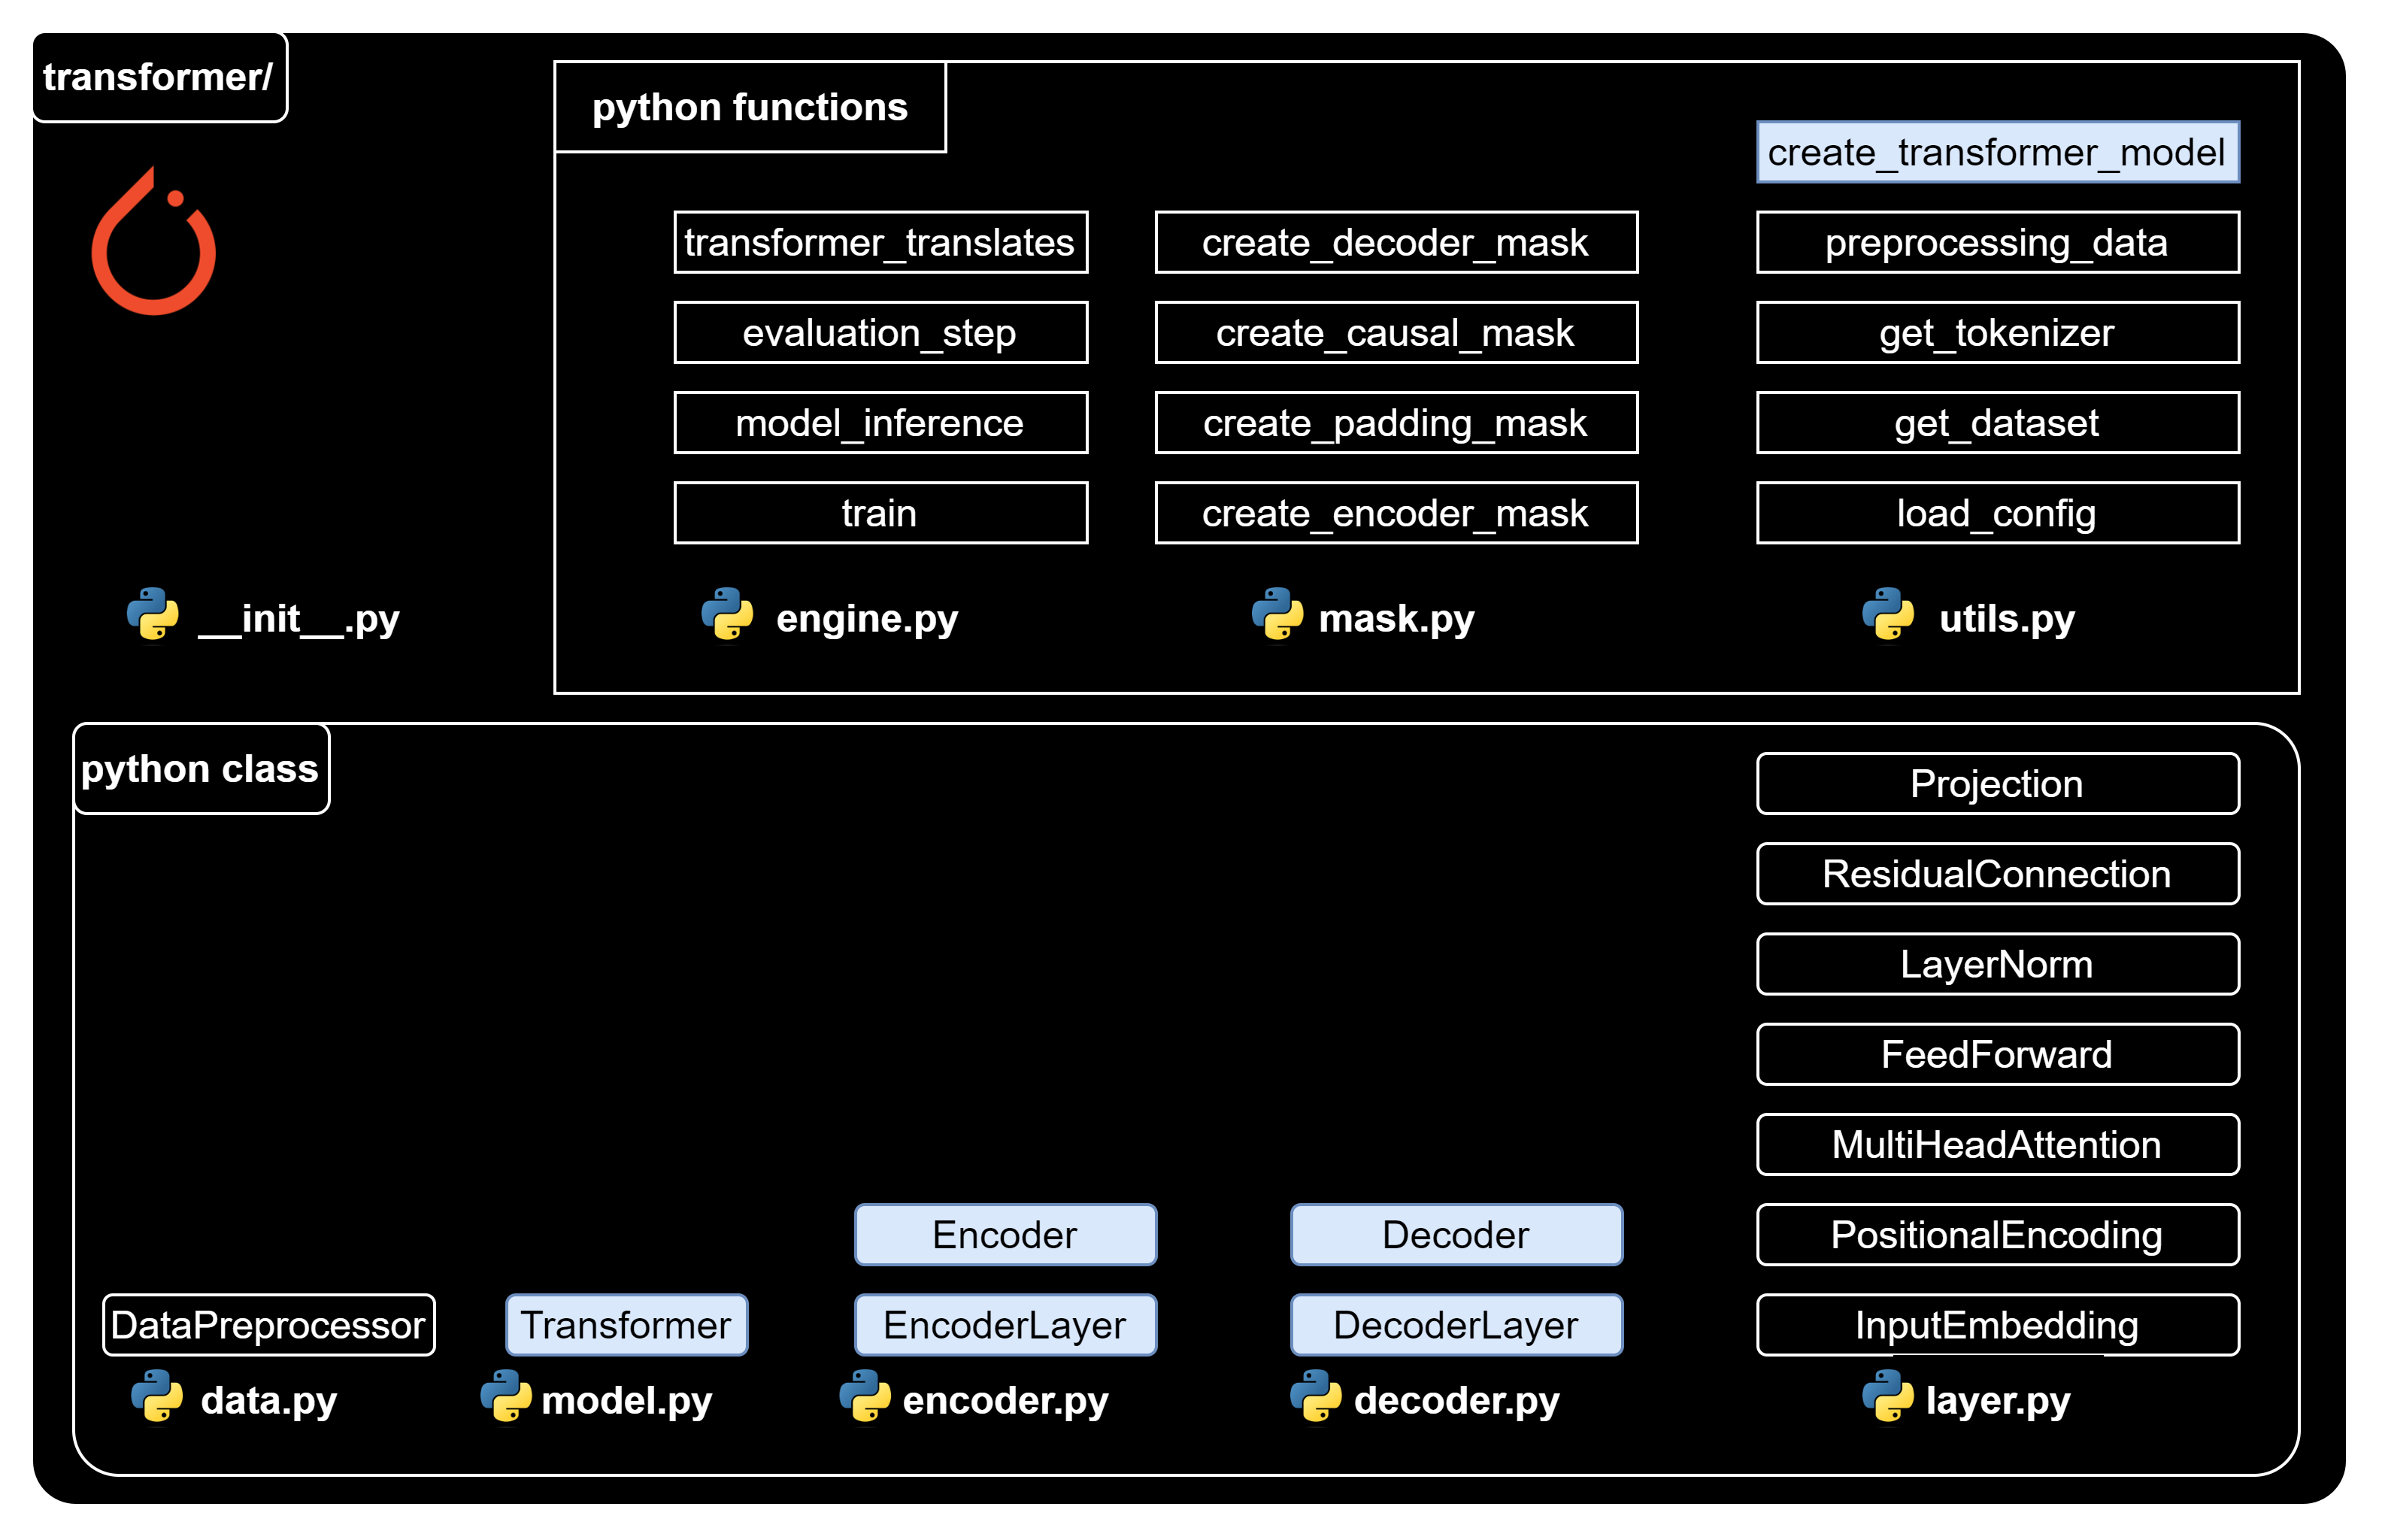 transformer/
python functions
create_transformer_model
transformer_translates
create_decoder_mask
preprocessing_data
evaluation_step
create_causal_mask
get_tokenizer
model_inference
create_padding_mask
get_dataset
train
create_encoder_mask
load_config
__init__.py
engine.py
mask.py
utils.py
python class
Projection
ResidualConnection
LayerNorm
FeedForward
MultiHeadAttention
Encoder
Decoder
PositionalEncoding
DataPreprocessor
Transformer
EncoderLayer
DecoderLayer
InputEmbedding
data.py
model.py
encoder.py
decoder.py
layer.py